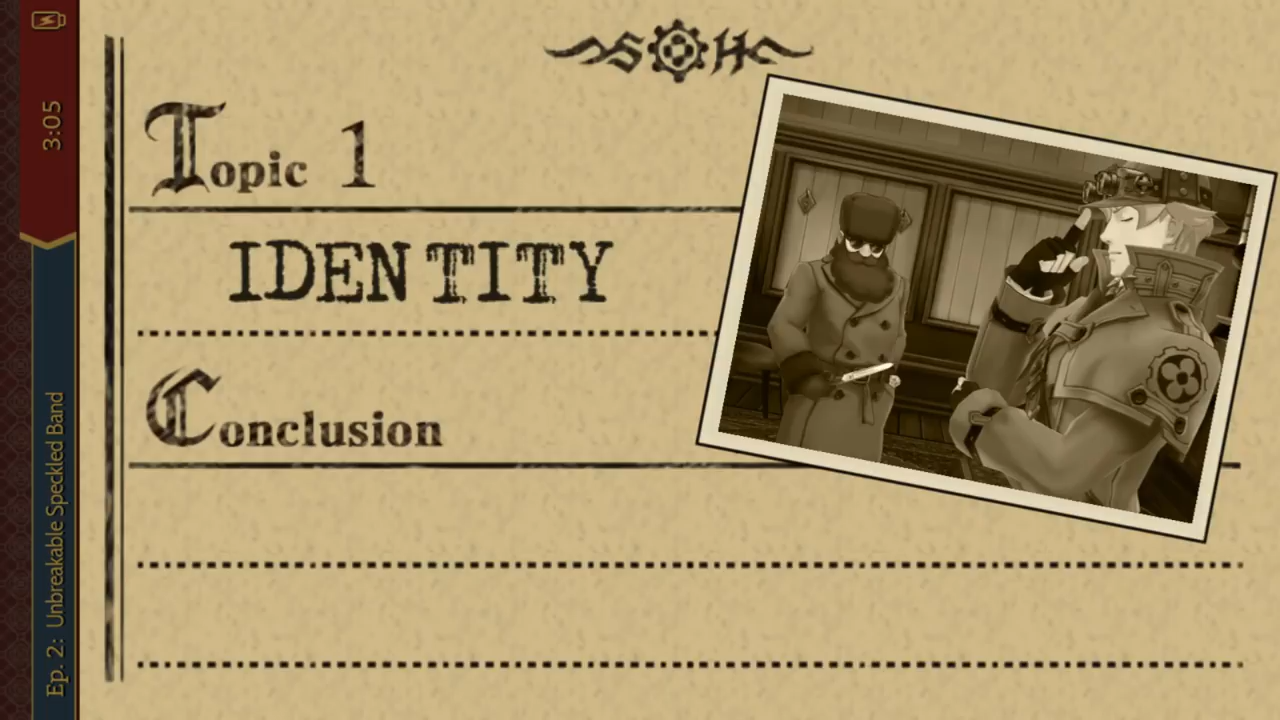 S H
Topic 1
IDENTITY
Conclusion
3:05
Ep. 2: Unbreakable Speckled Band